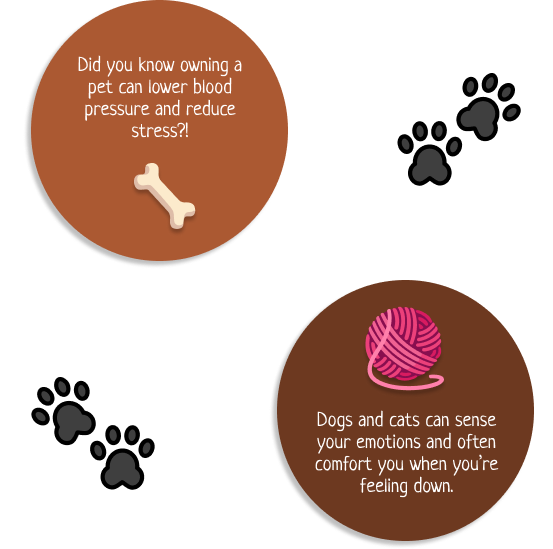 Did you know owning a
pet can lower blood
pressure and reduce
stress?!
Dogs and cats can sense
your emotions and often
comfort you when you’re
feeling down.